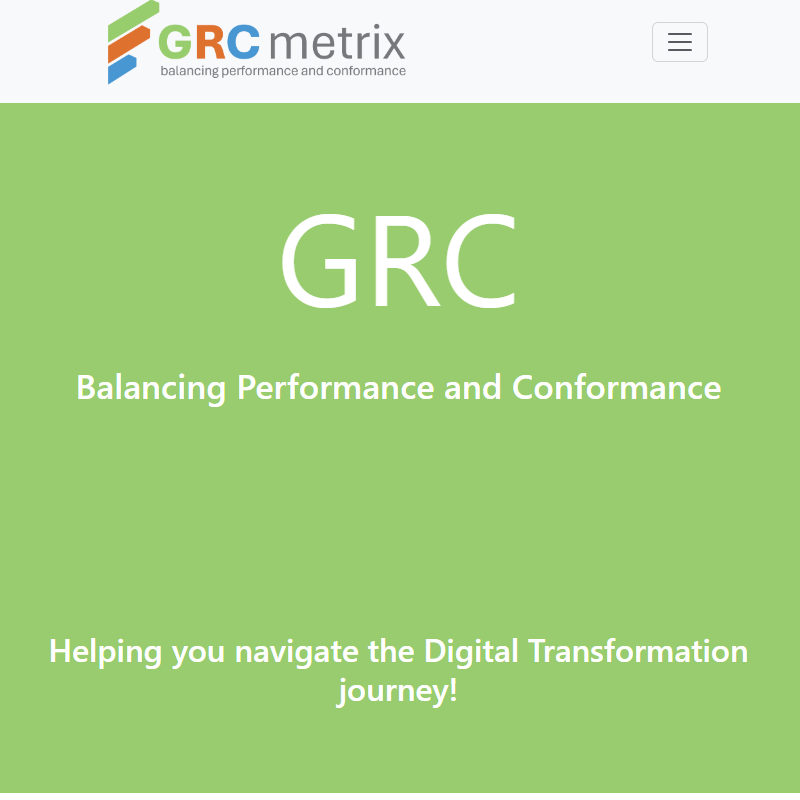 GRC metrix
balancing performance and conformance
GRC
Balancing Performance and Conformance
Helping you navigate the Digital Transformation
journey!